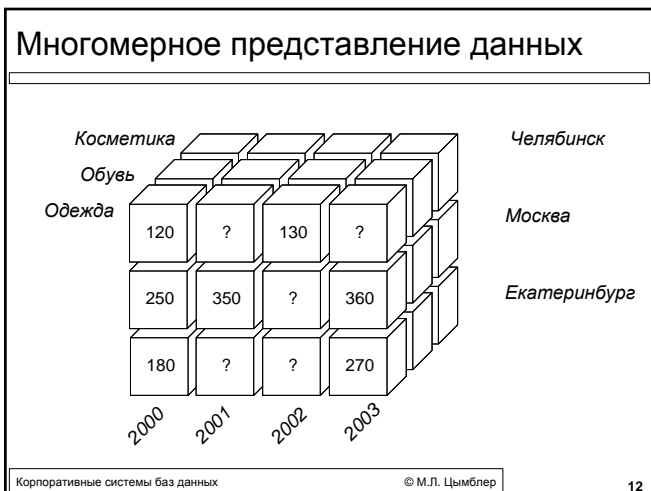 Многомерное представление данных
Косметика
Челябинск
Обувь
Одежда
Москва
120 ? 130 ?
250 350 ? 360
Екатеринбург
180 ? ? 270
2000 2001 2002 2003
Корпоративные системы баз данных
© М.Л. Цымблер
12